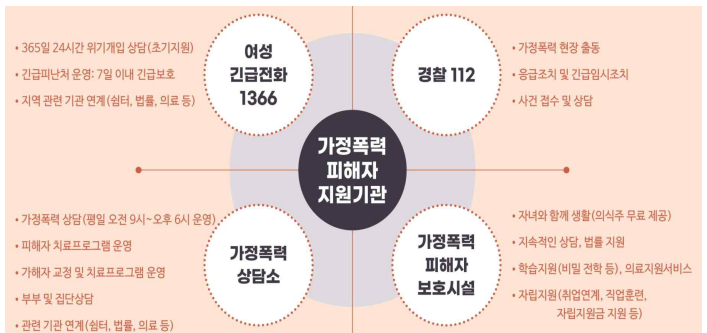 • 365일 24시간 위기개입 상담(초기지원)
• 긴급피난처 운영: 7일 이내 긴급보호
• 지역 관련 기관 연계(쉼터, 법률, 의료 등)
여성
긴급전화
1366
경찰 112
• 가정폭력 현장 출동
• 응급조치 및 긴급임시조치
• 사건 접수 및 상담
가정폭력
피해자
지원기관
• 가정폭력 상담(평일 오전 9시~오후 6시 운영)
• 피해자 치료프로그램 운영
• 가해자 교정 및 치료프로그램 운영
• 부부 및 집단상담
• 관련 기관 연계(쉼터, 법률, 의료 등)
가정폭력
상담소
가정폭력
피해자
보호시설
• 자녀와 함께 생활(의식주 무료 제공)
• 지속적인 상담, 법률 지원
• 학습지원(비밀 전학 등), 의료지원서비스
• 자립지원(취업연계, 직업훈련,
자립지원금 지원 등)